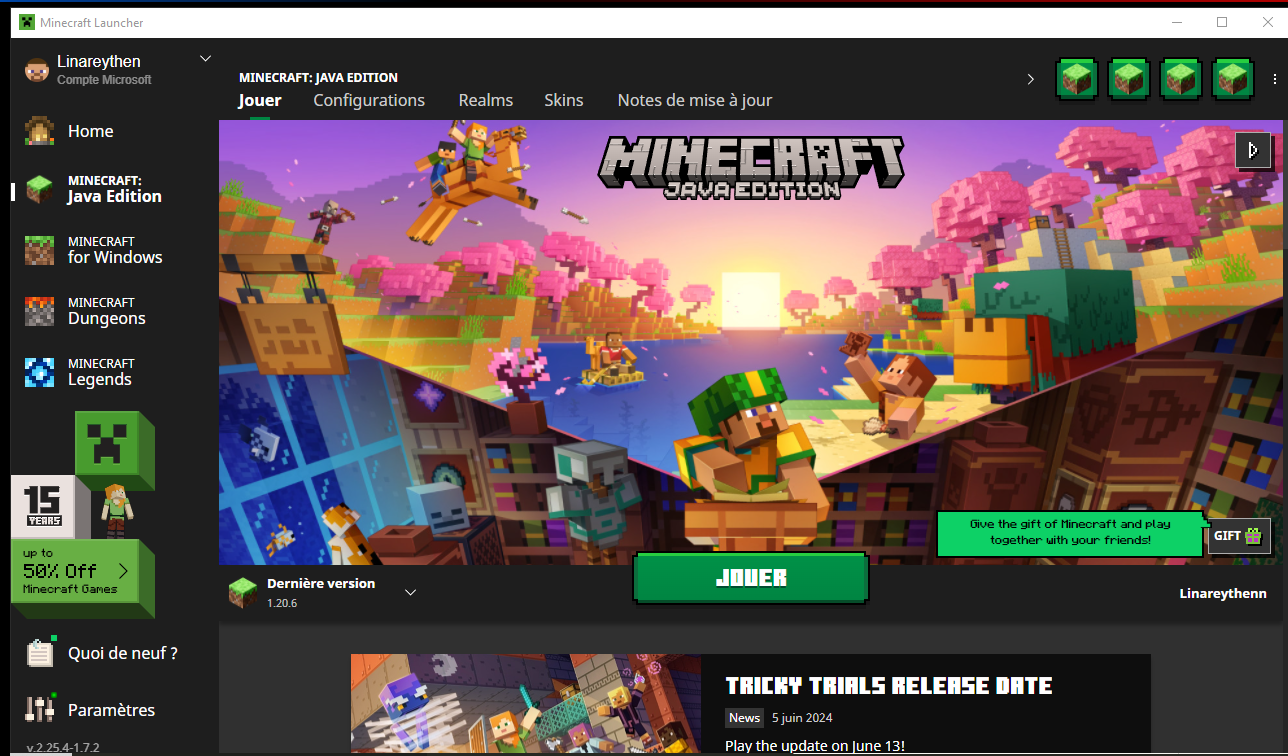 Minecraft Launcher
Linareythen
Compte Microsoft
MINECRAFT: JAVA EDITION
Jouer
Configurations
Realms
Skins
Notes de mise à jour
Home
MINECRAFT:
Java Edition
MINECRAFT
for Windows
MINECRAFT
Dungeons
MINECRAFT
Legends
15
YEARS
up to
50% Off
Minecraft Games
Quoi de neuf ?
Paramètres
v.2.25.4-1.7.2
MINECRAFT
JAVA EDITION
Give the gift of Minecraft and play
together with your friends!
GIFT
Dernière version
1.20.6
JOUER
Linareythenn
TRICKY TRIALS RELEASE DATE
News
5 juin 2024
Play the update on June 13!